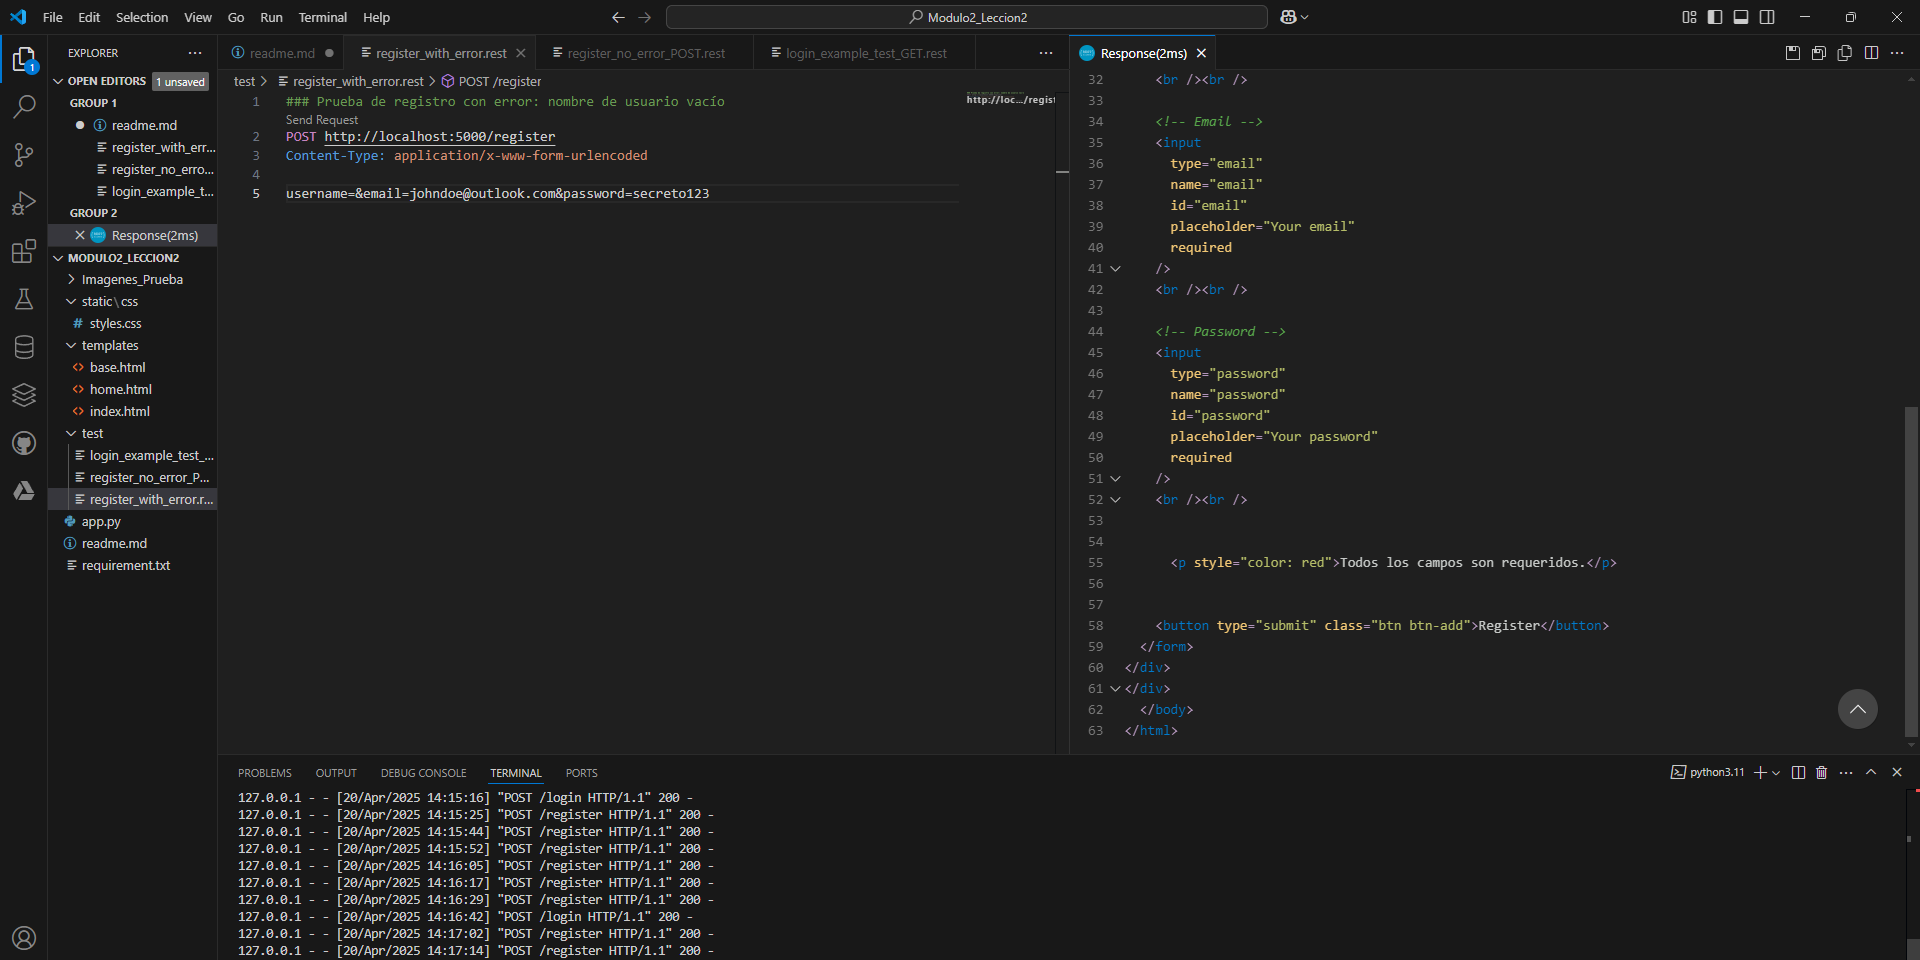 File Edit Selection View Go Run Terminal Help
Modulo2_Leccion2
EXPLORER
OPEN EDITORS 1 unsaved
GROUP 1
readme.md
register_with_err...
register_no_erro...
login_example_t...
GROUP 2
Response(2ms)
MODULO2_LECCION2
Imagenes_Prueba
static\css
styles.css
templates
base.html
home.html
index.html
test
login_example_test_...
register_no_error_P...
register_with_error.r...
app.py
readme.md
requirement.txt
1
readme.md register_with_error.rest register_no_error_POST.rest login_example_test_GET.rest
test > register_with_error.rest > POST /register
1 ### Prueba de registro con error: nombre de usuario vacío
Send Request
2 POST http://localhost:5000/register
3 Content-Type: application/x-www-form-urlencoded
4
5 username=&email=johndoe@outlook.com&password=secreto123
http://loc.../regist
Response(2ms)
32 <br /><br />
33
34 <!-- Email -->
35 <input
36 type="email"
37 name="email"
38 id="email"
39 placeholder="Your email"
40 required
41 />
42 <br /><br />
43
44 <!-- Password -->
45 <input
46 type="password"
47 name="password"
48 id="password"
49 placeholder="Your password"
50 required
51 />
52 <br /><br />
53
54
55 <p style="color: red">Todos los campos son requeridos.</p>
56
57
58 <button type="submit" class="btn btn-add">Register</button>
59 </form>
60 </div>
61 </div>
62 </body>
63 </html>
PROBLEMS OUTPUT DEBUG CONSOLE TERMINAL PORTS
python3.11
127.0.0.1 - - [20/Apr/2025 14:15:16] "POST /login HTTP/1.1" 200 -
127.0.0.1 - - [20/Apr/2025 14:15:25] "POST /register HTTP/1.1" 200 -
127.0.0.1 - - [20/Apr/2025 14:15:44] "POST /register HTTP/1.1" 200 -
127.0.0.1 - - [20/Apr/2025 14:15:52] "POST /register HTTP/1.1" 200 -
127.0.0.1 - - [20/Apr/2025 14:16:05] "POST /register HTTP/1.1" 200 -
127.0.0.1 - - [20/Apr/2025 14:16:17] "POST /register HTTP/1.1" 200 -
127.0.0.1 - - [20/Apr/2025 14:16:29] "POST /register HTTP/1.1" 200 -
127.0.0.1 - - [20/Apr/2025 14:16:42] "POST /login HTTP/1.1" 200 -
127.0.0.1 - - [20/Apr/2025 14:17:02] "POST /register HTTP/1.1" 200 -
127.0.0.1 - - [20/Apr/2025 14:17:14] "POST /register HTTP/1.1" 200 -